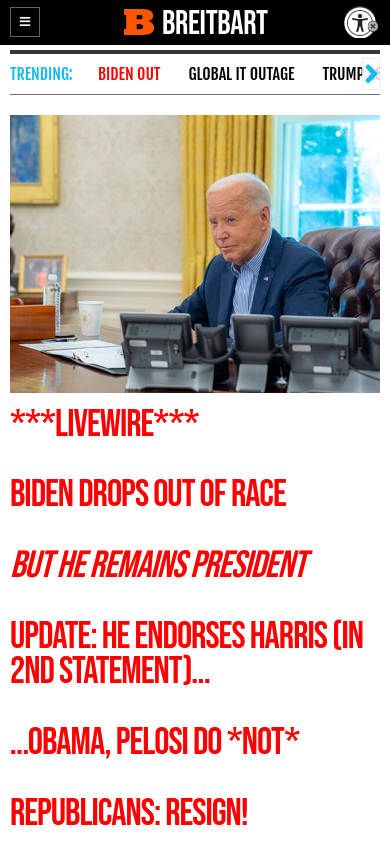 B BREITBART
TRENDING: BIDEN OUT GLOBAL IT OUTAGE TRUMP
***LIVEWIRE***
BIDEN DROPS OUT OF RACE
BUT HE REMAINS PRESIDENT
UPDATE: HE ENDORSES HARRIS (IN
2ND STATEMENT)...
...OBAMA, PELOSI DO *NOT*
REPUBLICANS: RESIGN!